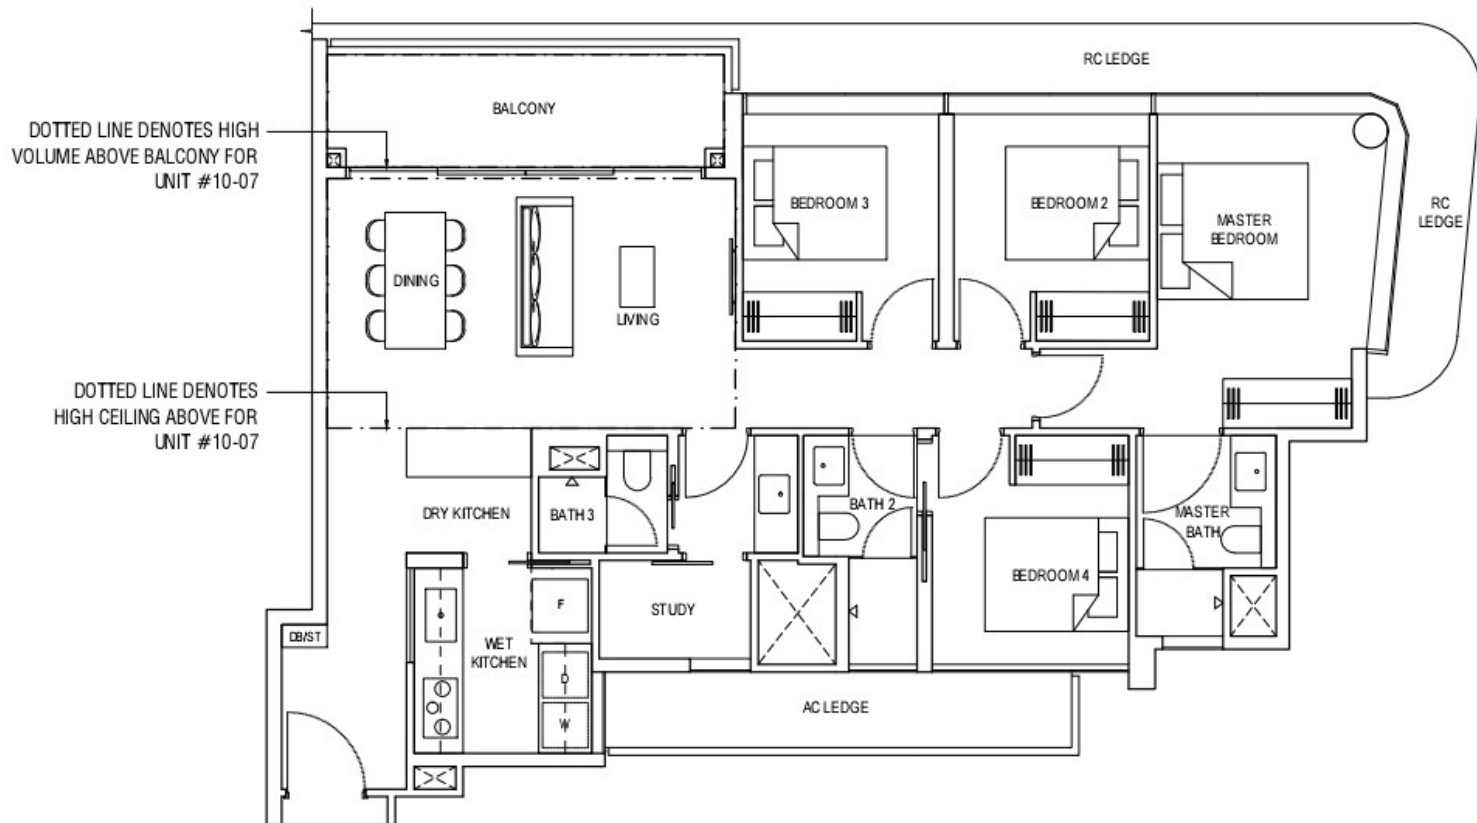 RC LEDGE
BALCONY
DOTTED LINE DENOTES HIGH
VOLUME ABOVE BALCONY FOR
UNIT #10-07
BEDROOM 3
BEDROOM 2
MASTER
BEDROOM
RC
LEDGE
DINING
LIVING
DOTTED LINE DENOTES
HIGH CEILING ABOVE FOR
UNIT #10-07
DRY KITCHEN
BATH 3
BATH 2
MASTER
BATH
BEDROOM 4
F
STUDY
DB/ST
WET
KITCHEN
D
W
AC LEDGE